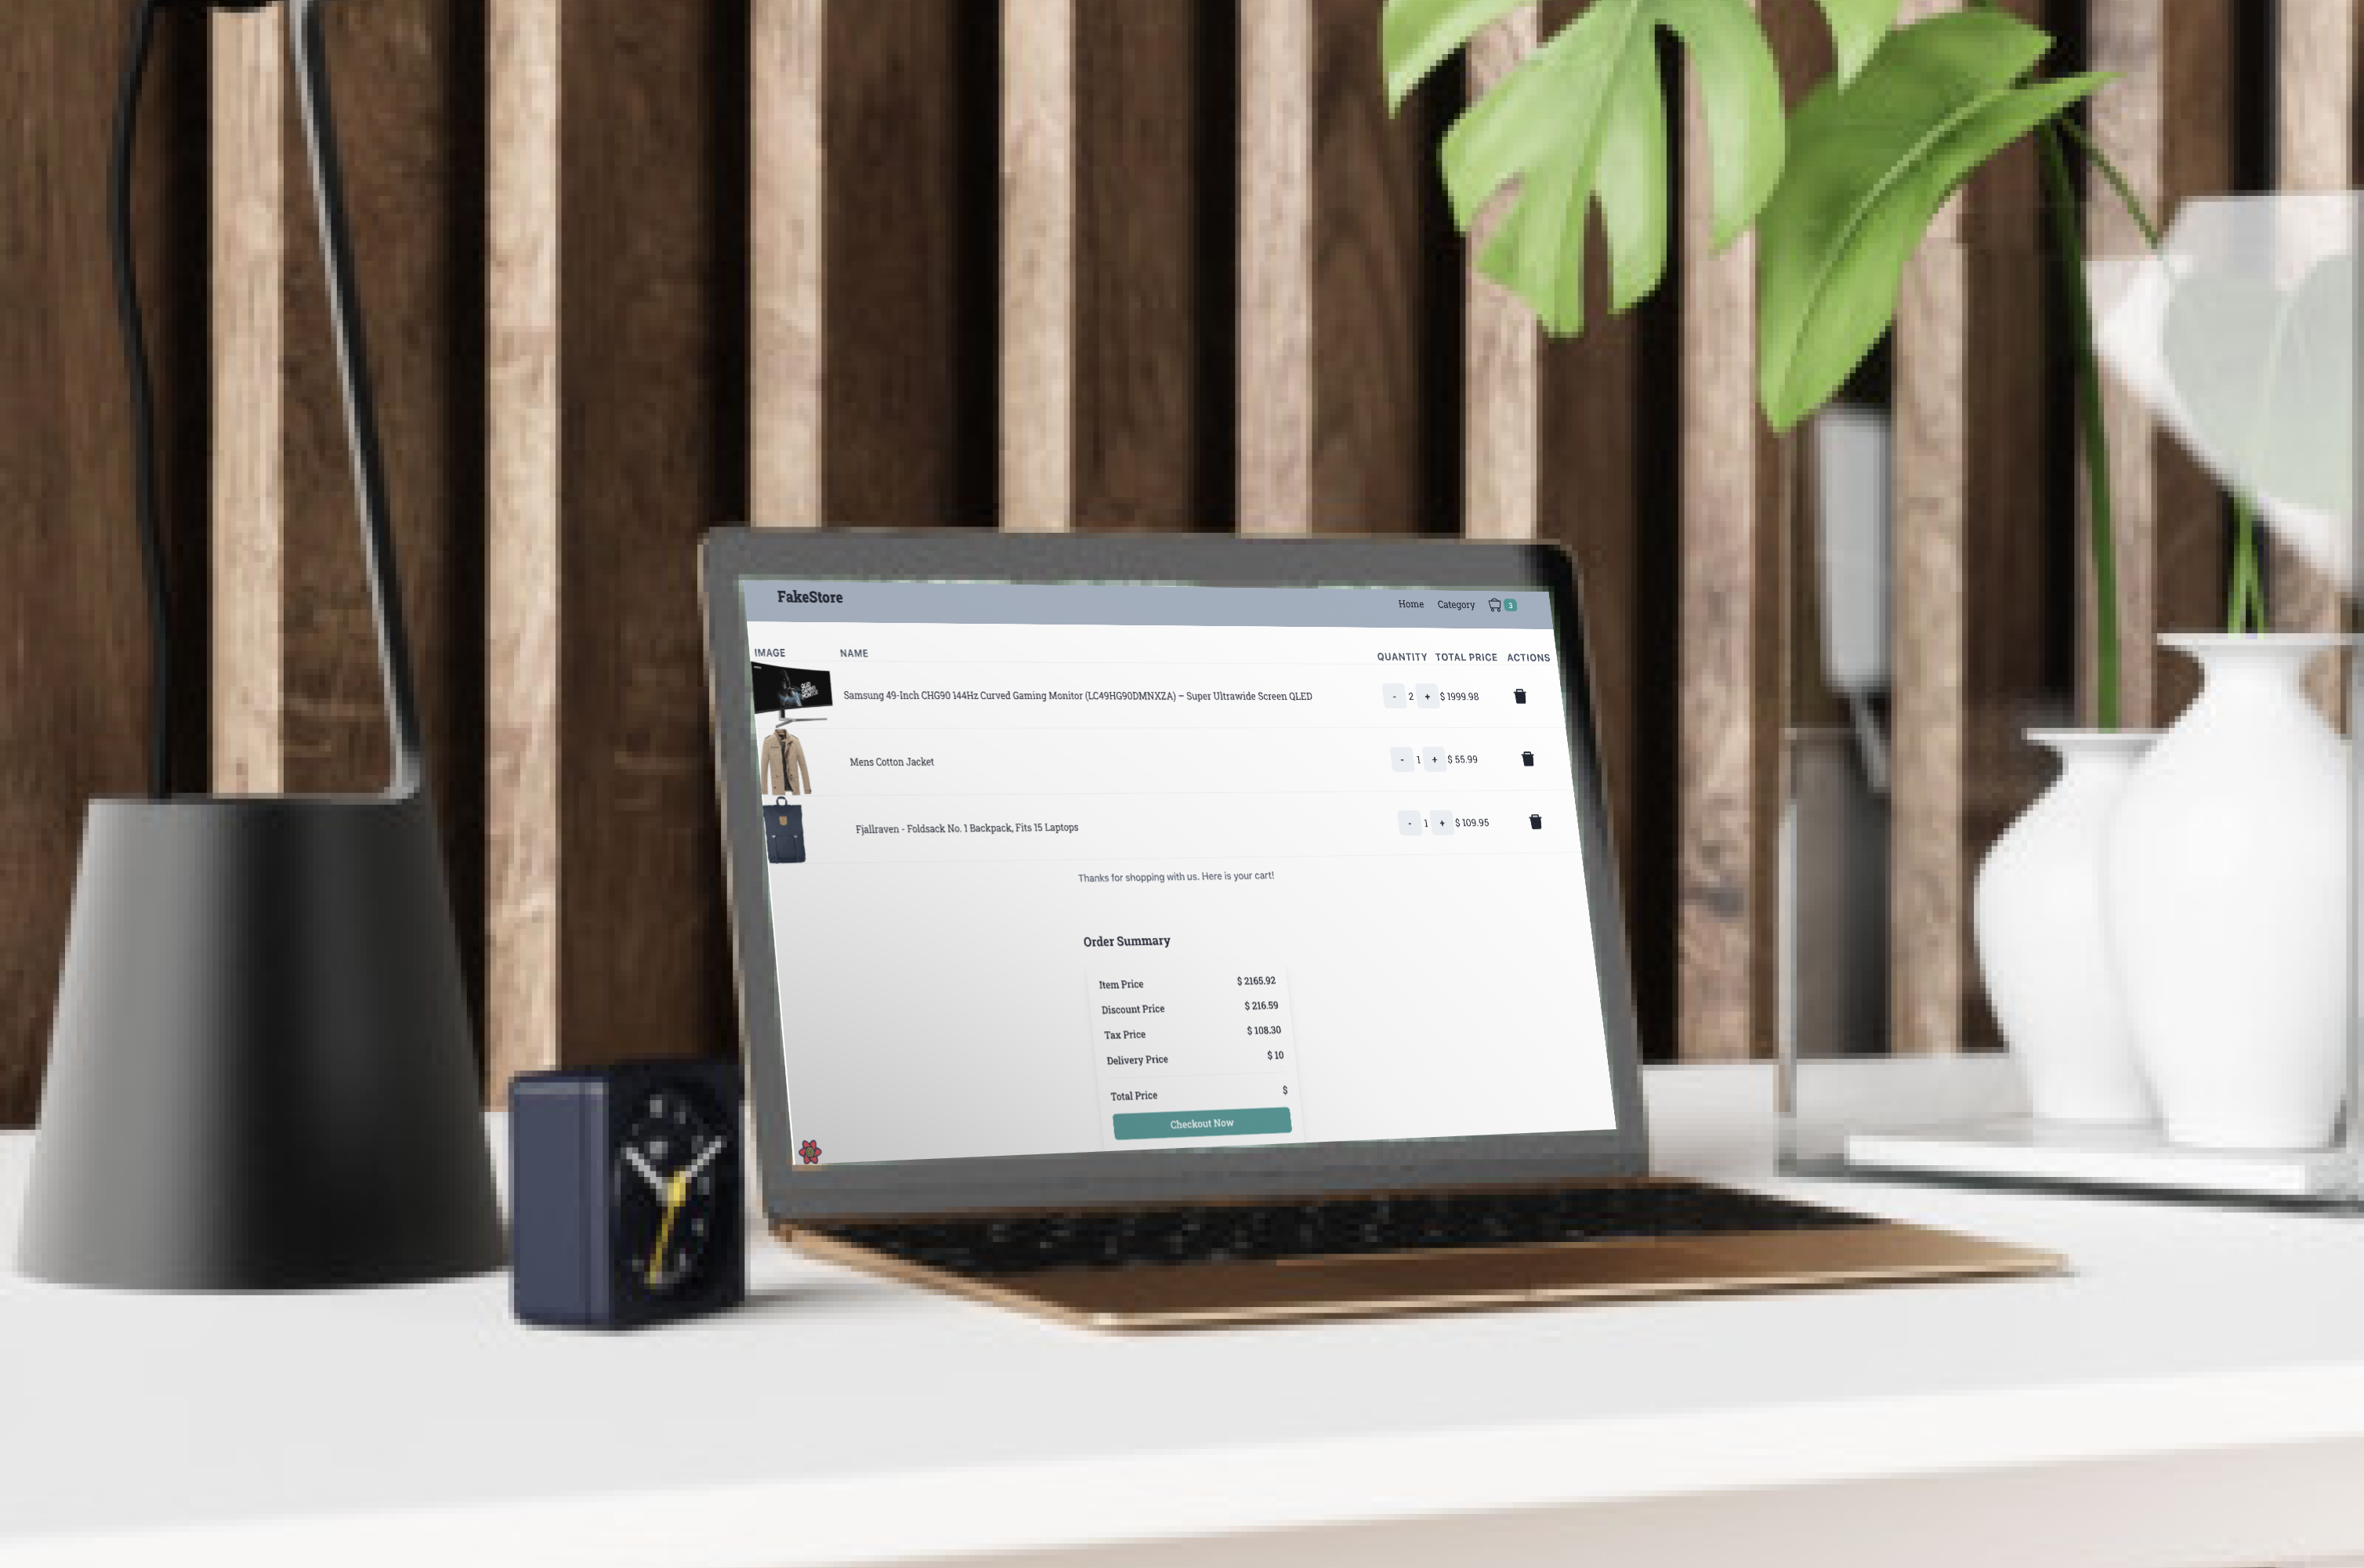 FakeStore
Home Category 3
IMAGE NAME QUANTITY TOTAL PRICE ACTIONS
Samsung 49-Inch CHG90 144Hz Curved Gaming Monitor (LC49HG90DMNXZA) – Super Ultrawide Screen QLED - 2 + $ 1999.98
Mens Cotton Jacket - 1 + $ 55.99
Fjallraven - Foldsack No. 1 Backpack, Fits 15 Laptops - 1 + $ 109.95
Thanks for shopping with us. Here is your cart!
Order Summary
Item Price $ 2165.92
Discount Price $ 216.59
Tax Price $ 108.30
Delivery Price $ 10
Total Price $
Checkout Now